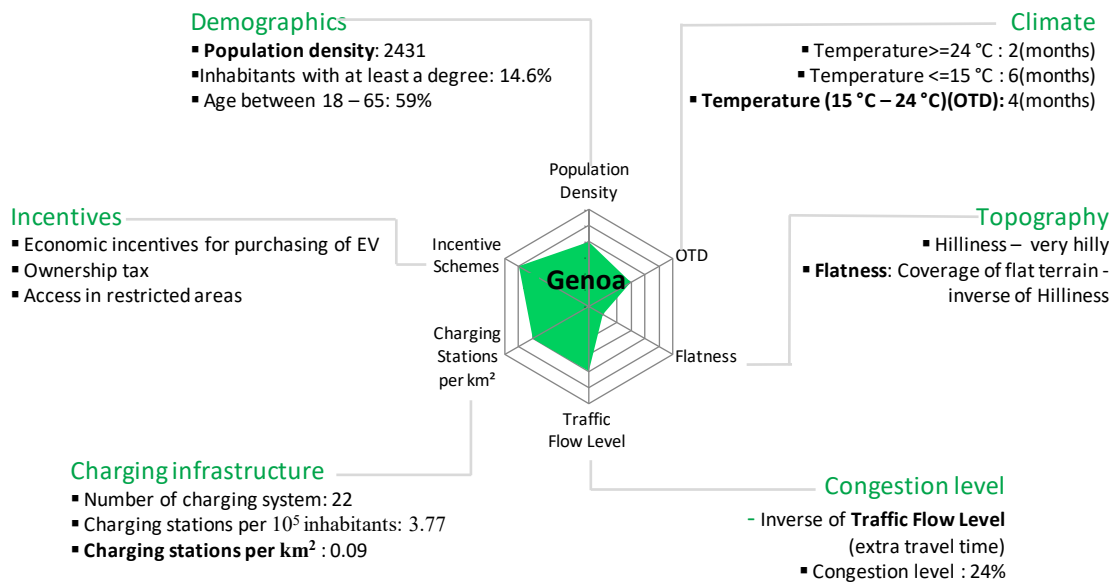 Demographics
▪ Population density: 2431
▪Inhabitants with at least a degree: 14.6%
▪ Age between 18 – 65: 59%
Climate
▪ Temperature>=24 °C : 2(months)
▪ Temperature <=15 °C : 6(months)
▪ Temperature (15 °C – 24 °C)(OTD): 4(months)
Incentives
▪ Economic incentives for purchasing of EV
▪ Ownership tax
▪ Access in restricted areas
Population
Density
Incentive
Schemes
OTD
Genoa
Charging
Stations
per km²
Flatness
Traffic
Flow Level
Topography
▪ Hilliness – very hilly
▪ Flatness: Coverage of flat terrain -
inverse of Hilliness
Charging infrastructure
▪ Number of charging system: 22
▪ Charging stations per 10⁵ inhabitants: 3.77
▪ Charging stations per km² : 0.09
Congestion level
- Inverse of Traffic Flow Level
(extra travel time)
▪ Congestion level : 24%